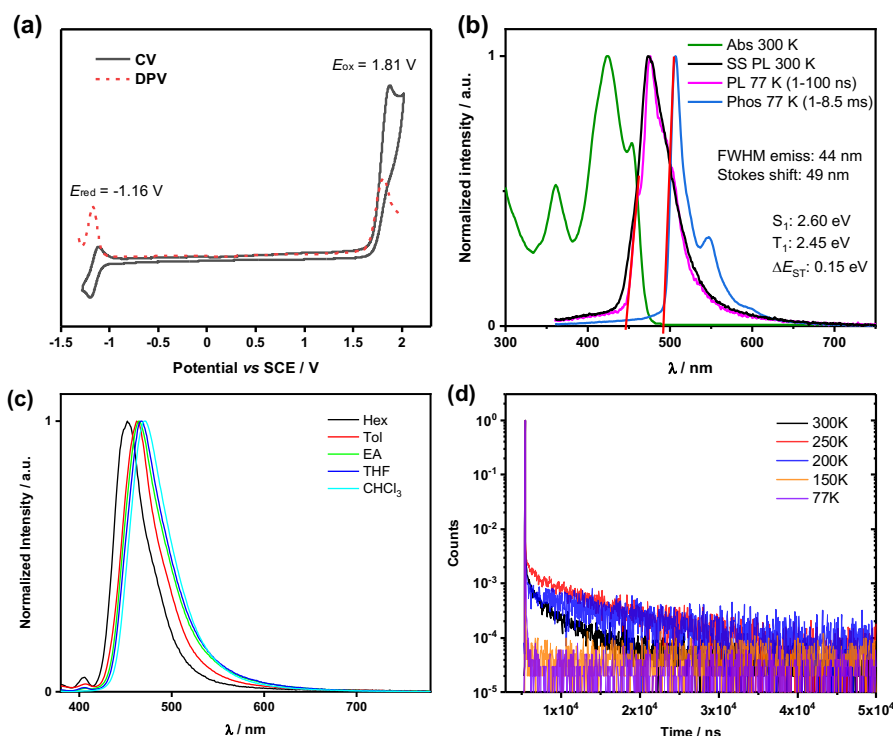 (a)
CV
DPV
Eox = 1.81 V
Ered = -1.16 V
-1.5 -1 -0.5 0 0.5 1 1.5 2
Potential vs SCE / V
(b)
Abs 300 K
SS PL 300 K
PL 77 K (1-100 ns)
Phos 77 K (1-8.5 ms)
FWHM emiss: 44 nm
Stokes shift: 49 nm
S1: 2.60 eV
T1: 2.45 eV
ΔEST: 0.15 eV
Normalized intensity / a.u.
1
0
300 400 500 600 700
λ / nm
(c)
Hex
Tol
EA
THF
CHCl3
Normalized Intensity / a.u.
1
0
400 500 600 700
λ / nm
(d)
300K
250K
200K
150K
77K
Counts
10^0
10^-1
10^-2
10^-3
10^-4
10^-5
1x10^4 2x10^4 3x10^4 4x10^4 5x10^4
Time / ns